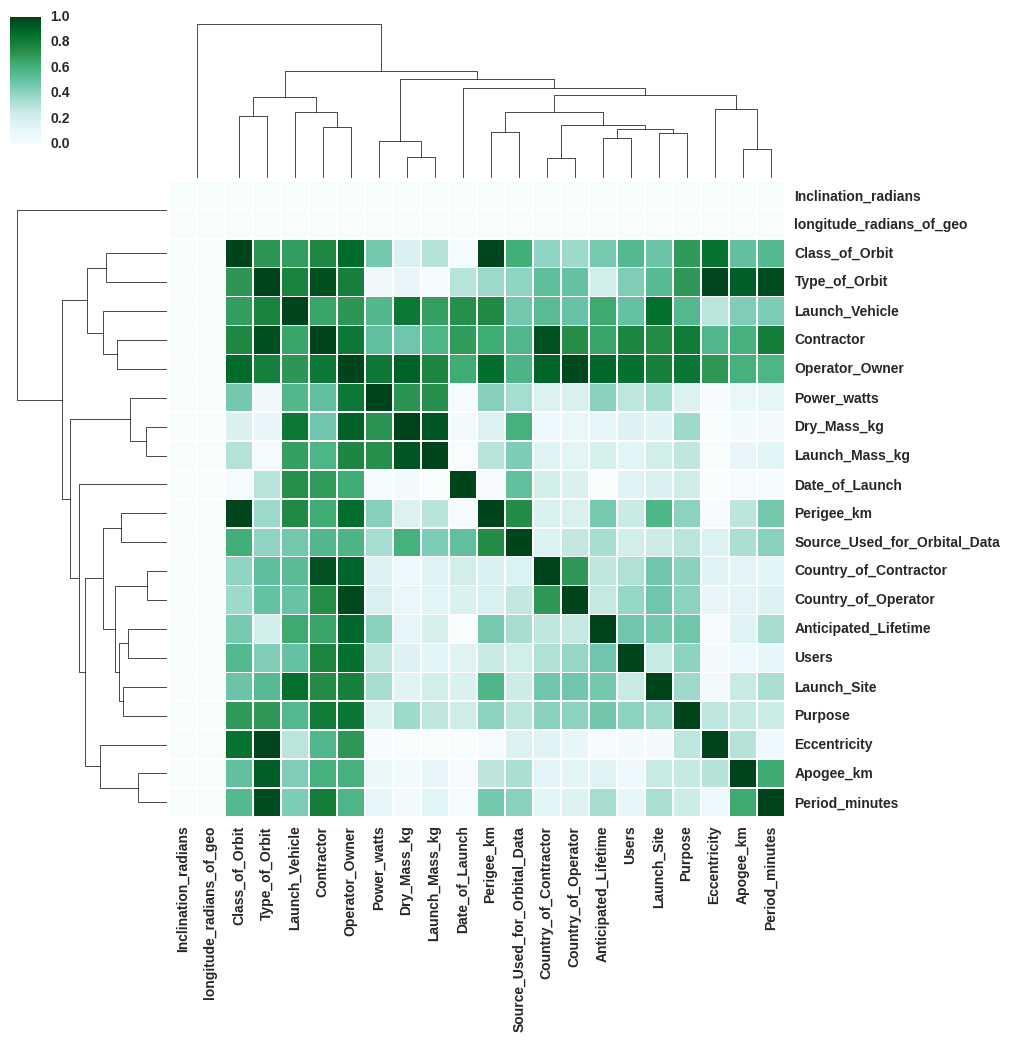 1.0
0.8
0.6
0.4
0.2
0.0
Inclination_radians
longitude_radians_of_geo
Class_of_Orbit
Type_of_Orbit
Launch_Vehicle
Contractor
Operator_Owner
Power_watts
Dry_Mass_kg
Launch_Mass_kg
Date_of_Launch
Perigee_km
Source_Used_for_Orbital_Data
Country_of_Contractor
Country_of_Operator
Anticipated_Lifetime
Users
Launch_Site
Purpose
Eccentricity
Apogee_km
Period_minutes
Inclination_radians
longitude_radians_of_geo
Class_of_Orbit
Type_of_Orbit
Launch_Vehicle
Contractor
Operator_Owner
Power_watts
Dry_Mass_kg
Launch_Mass_kg
Date_of_Launch
Perigee_km
Source_Used_for_Orbital_Data
Country_of_Contractor
Country_of_Operator
Anticipated_Lifetime
Users
Launch_Site
Purpose
Eccentricity
Apogee_km
Period_minutes